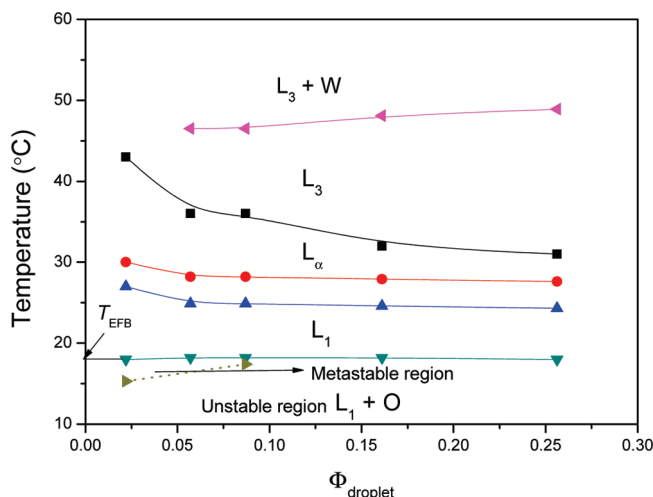 60
50
40
30
20
10
Temperature (°C)
L3 + W
L3
Lα
TEFB
L1
Metastable region
Unstable region L1 + O
0.00 0.05 0.10 0.15 0.20 0.25 0.30
Φdroplet